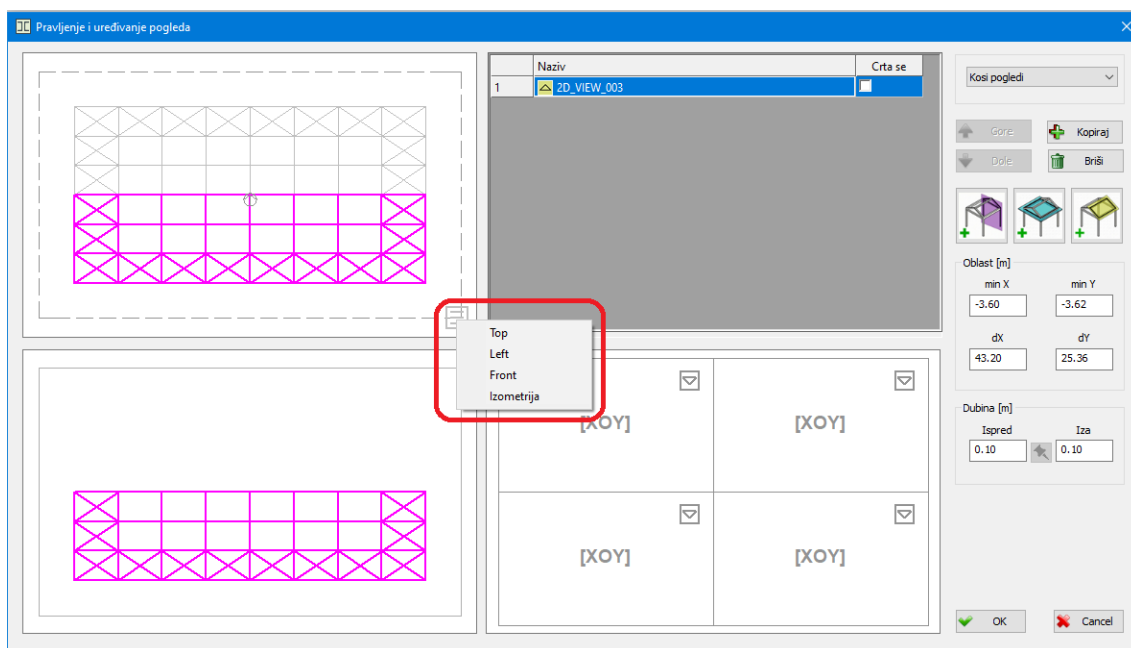 Pravljenje i uređivanje pogleda
Naziv Crta se
1 2D_VIEW_003
Top
Left
Front
Izometrija
[XOY] [XOY]
[XOY] [XOY]
Kosi pogledi
Gore Kopiraj
Dole Briši
Oblast [m]
min X min Y
-3.60 -3.62
dX dY
43.20 25.36
Dubina [m]
Ispred Iza
0.10 0.10
OK Cancel